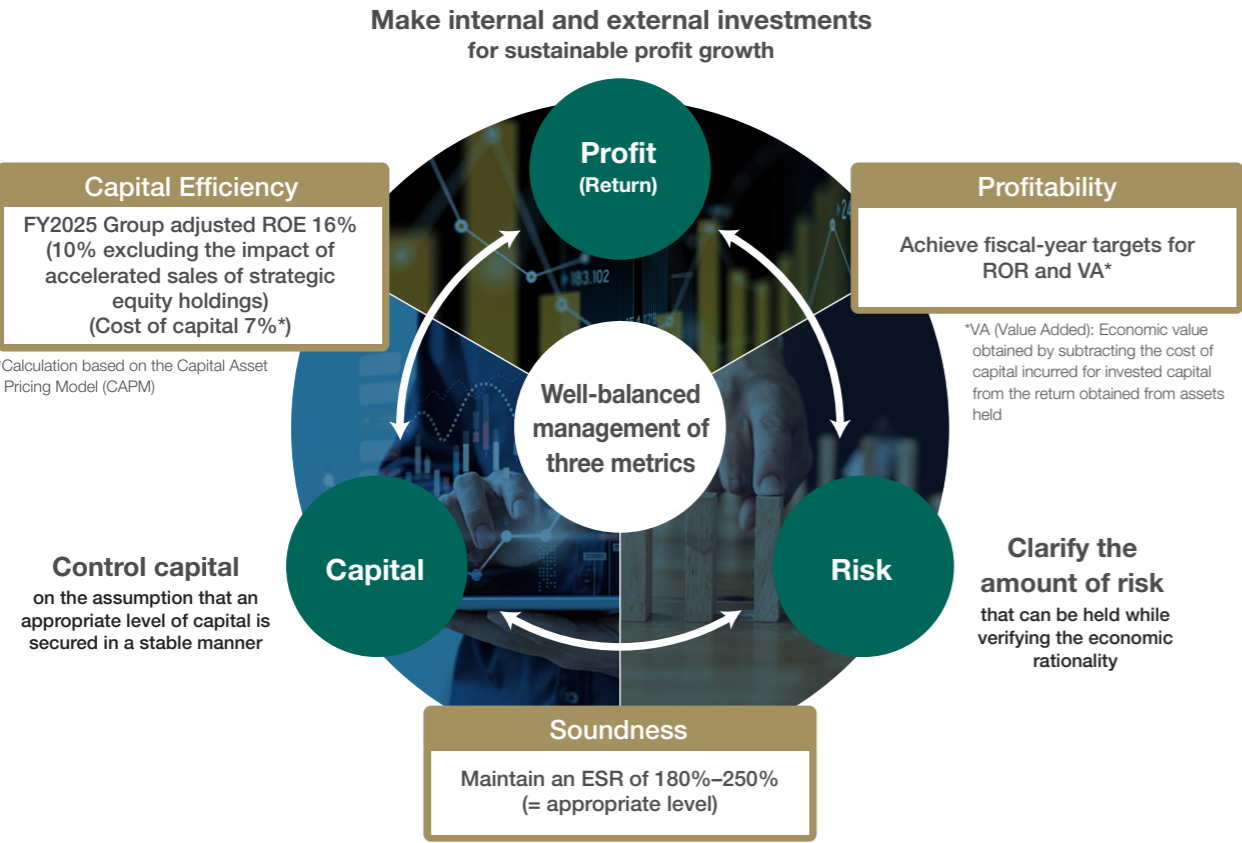 Make internal and external investments
for sustainable profit growth
Profit
(Return)
Capital Efficiency
FY2025 Group adjusted ROE 16%
(10% excluding the impact of
accelerated sales of strategic
equity holdings)
(Cost of capital 7%*)
*Calculation based on the Capital Asset
Pricing Model (CAPM)
Profitability
Achieve fiscal-year targets for
ROR and VA*
*VA (Value Added): Economic value
obtained by subtracting the cost of
capital incurred for invested capital
from the return obtained from assets
held
183.102
Well-balanced
management of
three metrics
Capital
Control capital
on the assumption that an
appropriate level of capital is
secured in a stable manner
Risk
Clarify the
amount of risk
that can be held while
verifying the economic
rationality
Soundness
Maintain an ESR of 180%–250%
(= appropriate level)